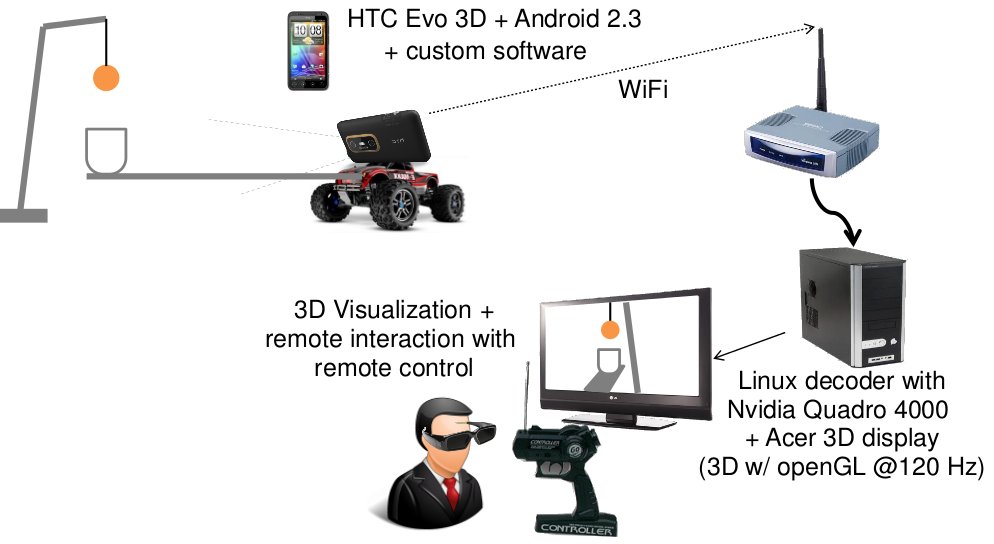 HTC Evo 3D + Android 2.3
+ custom software
WiFi
3D Visualization +
remote interaction with
remote control
Linux decoder with
Nvidia Quadro 4000
+ Acer 3D display
(3D w/ openGL @120 Hz)
CONTROLLER
CONTROLLER